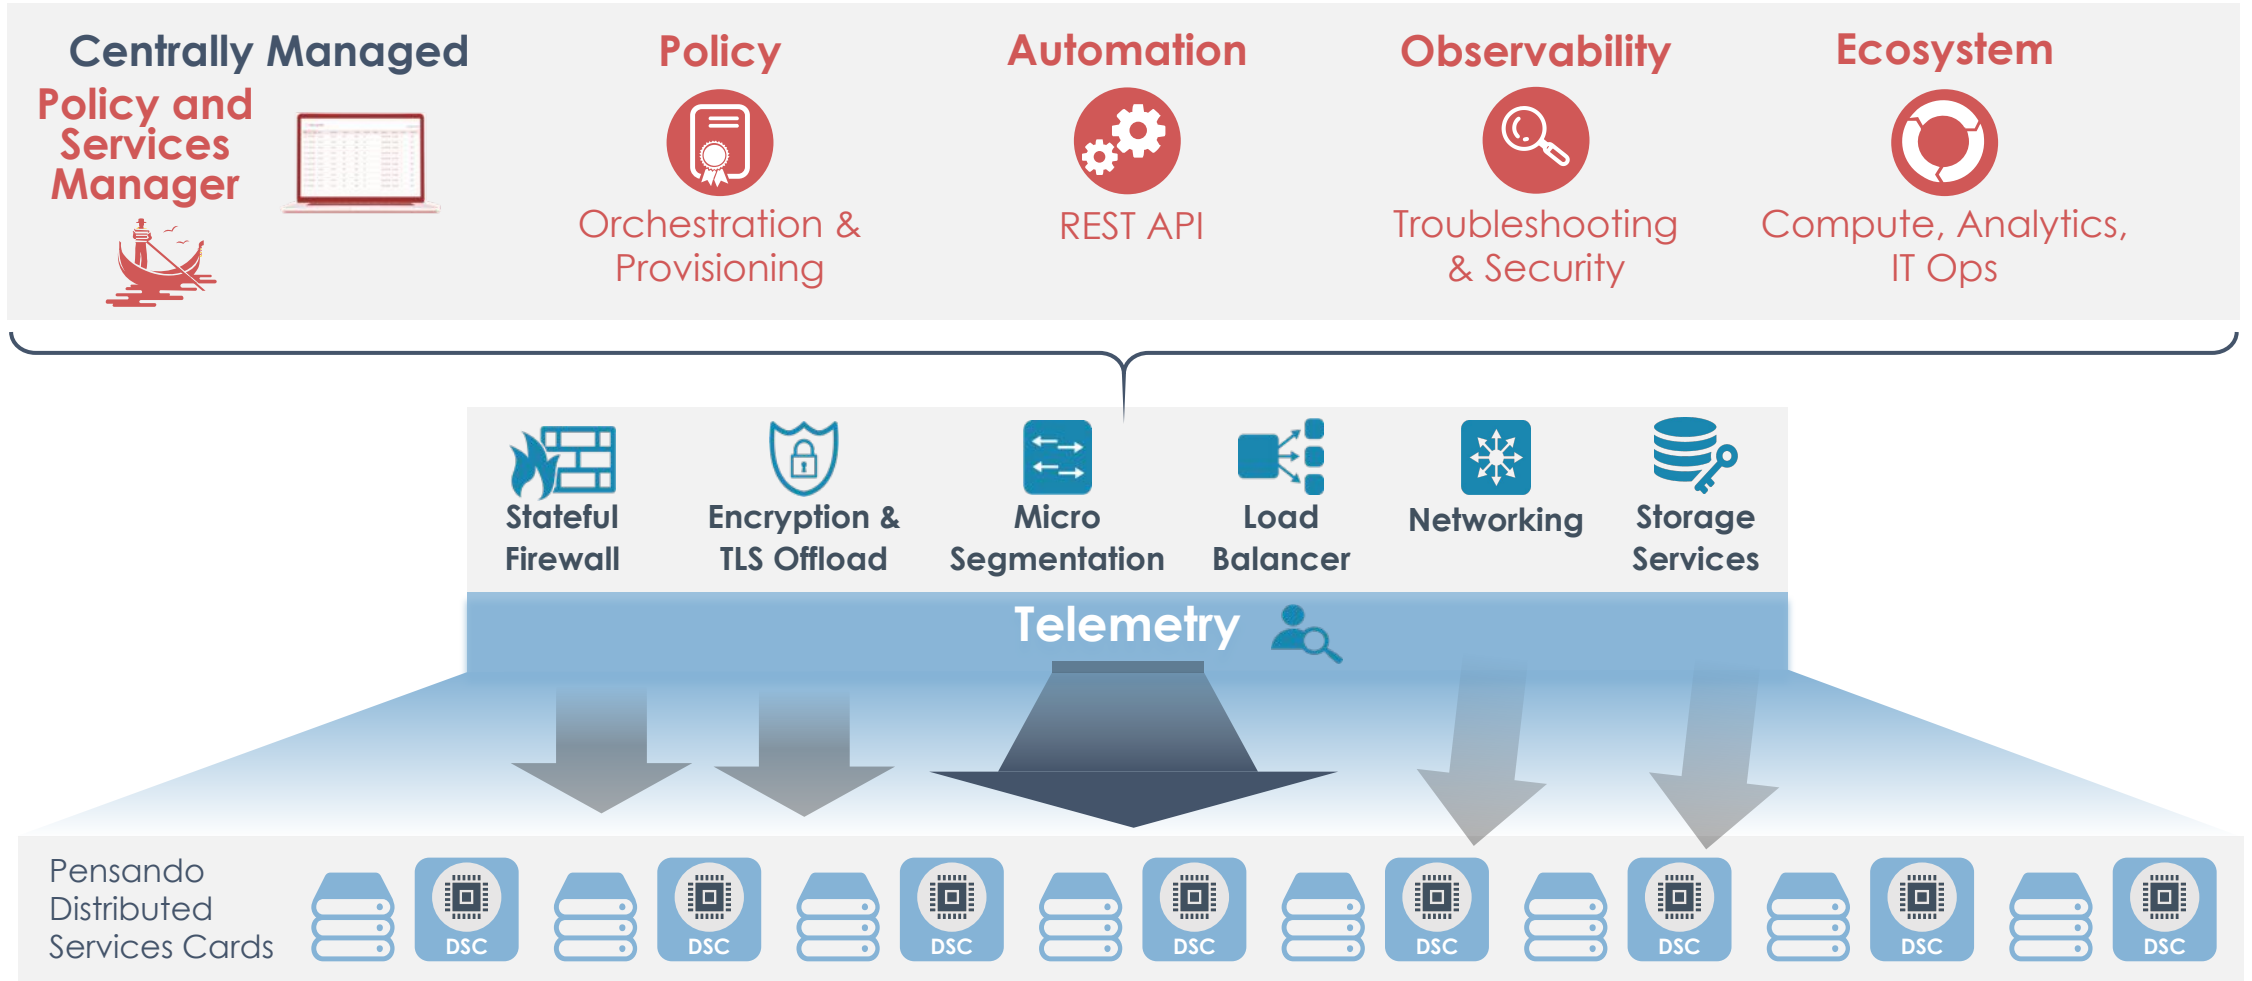 Centrally Managed
Policy and
Services
Manager
Policy
Orchestration &
Provisioning
Automation
REST API
Observability
Troubleshooting
& Security
Ecosystem
Compute, Analytics,
IT Ops
Stateful
Firewall
Encryption &
TLS Offload
Micro
Segmentation
Load
Balancer
Networking
Storage
Services
Telemetry
Pensando
Distributed
Services Cards
DSC
DSC
DSC
DSC
DSC
DSC
DSC
DSC